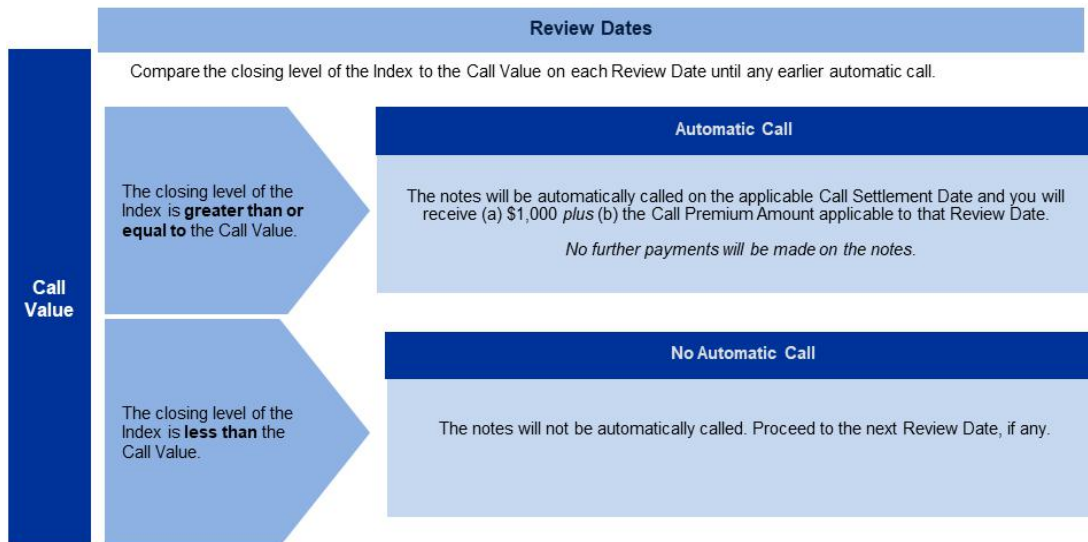 Review Dates
Compare the closing level of the Index to the Call Value on each Review Date until any earlier automatic call.
Call
Value
The closing level of the
Index is greater than or
equal to the Call Value.
Automatic Call
The notes will be automatically called on the applicable Call Settlement Date and you will
receive (a) $1,000 plus (b) the Call Premium Amount applicable to that Review Date.
No further payments will be made on the notes.
The closing level of the
Index is less than the
Call Value.
No Automatic Call
The notes will not be automatically called. Proceed to the next Review Date, if any.